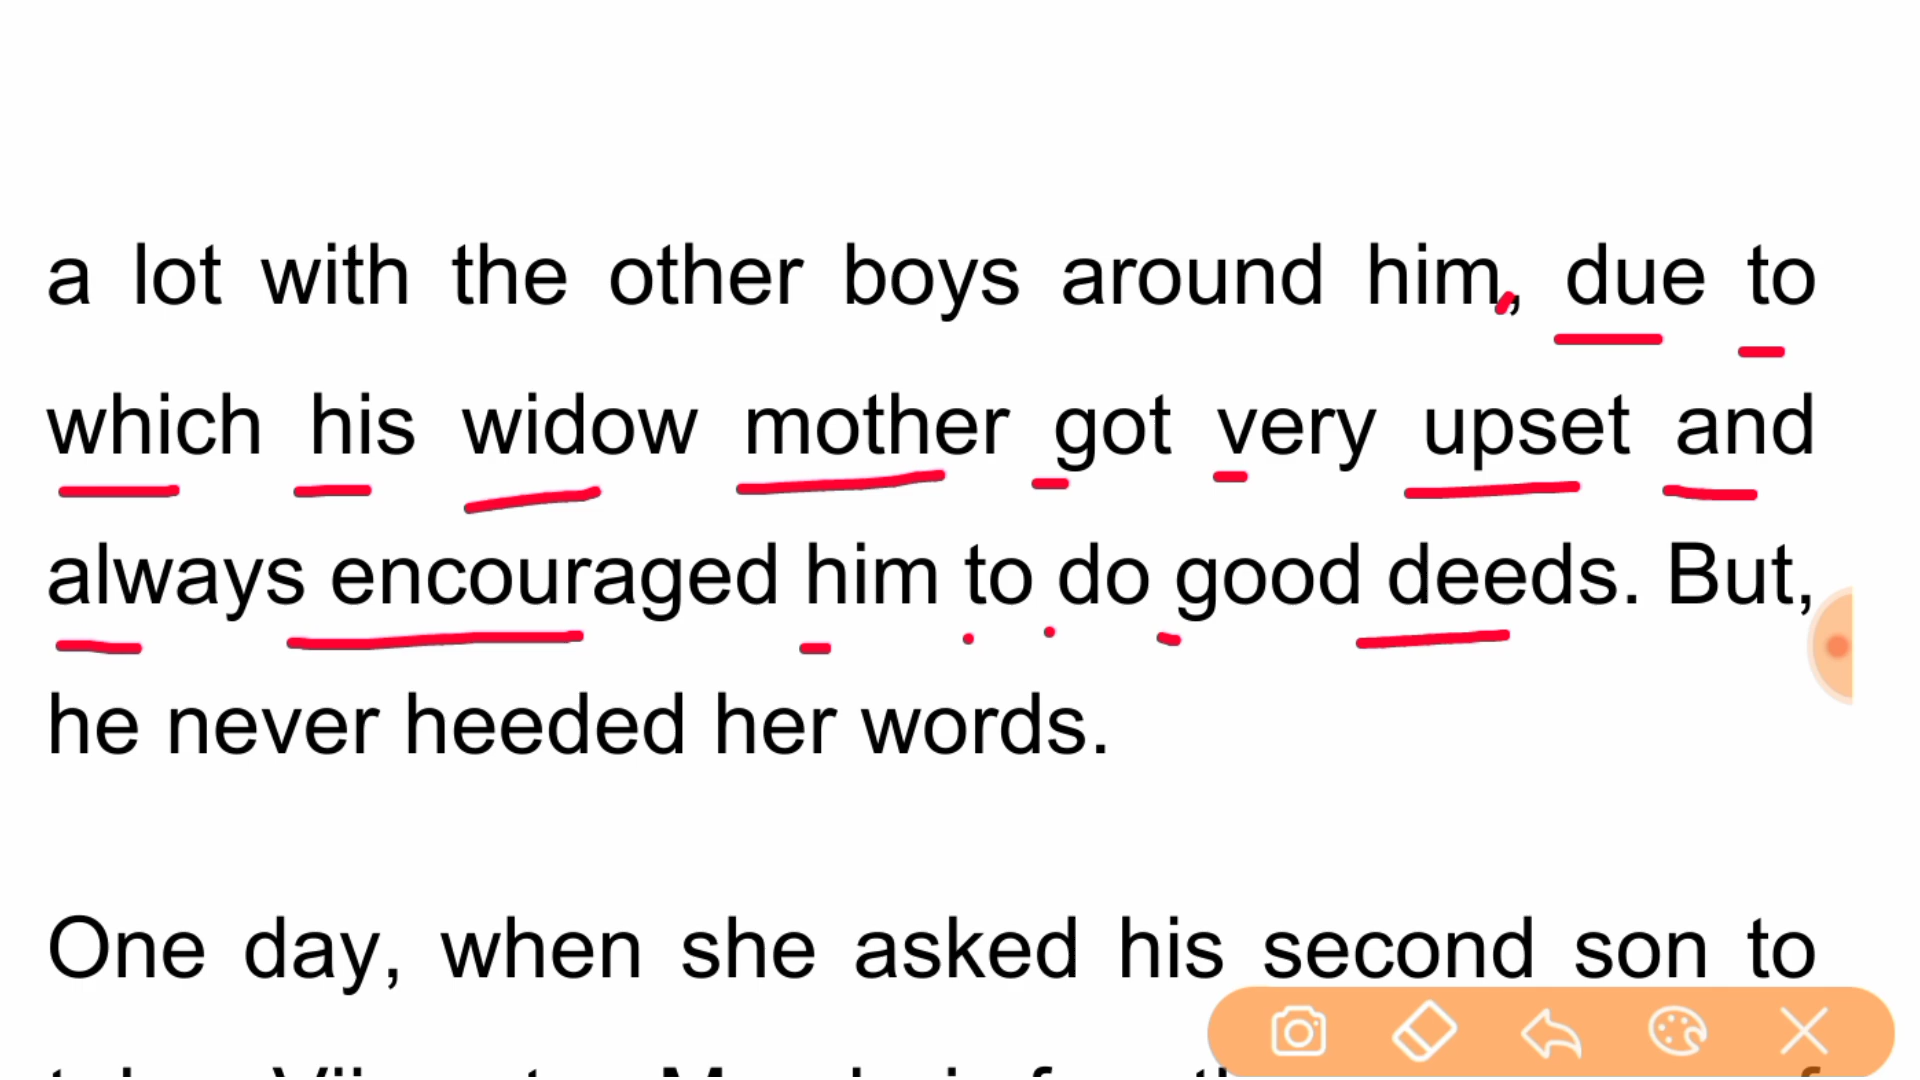 a lot with the other boys around him, due to
which his widow mother got very upset and
always encouraged him to do good deeds. But,
he never heeded her words.
One day, when she asked his second son to